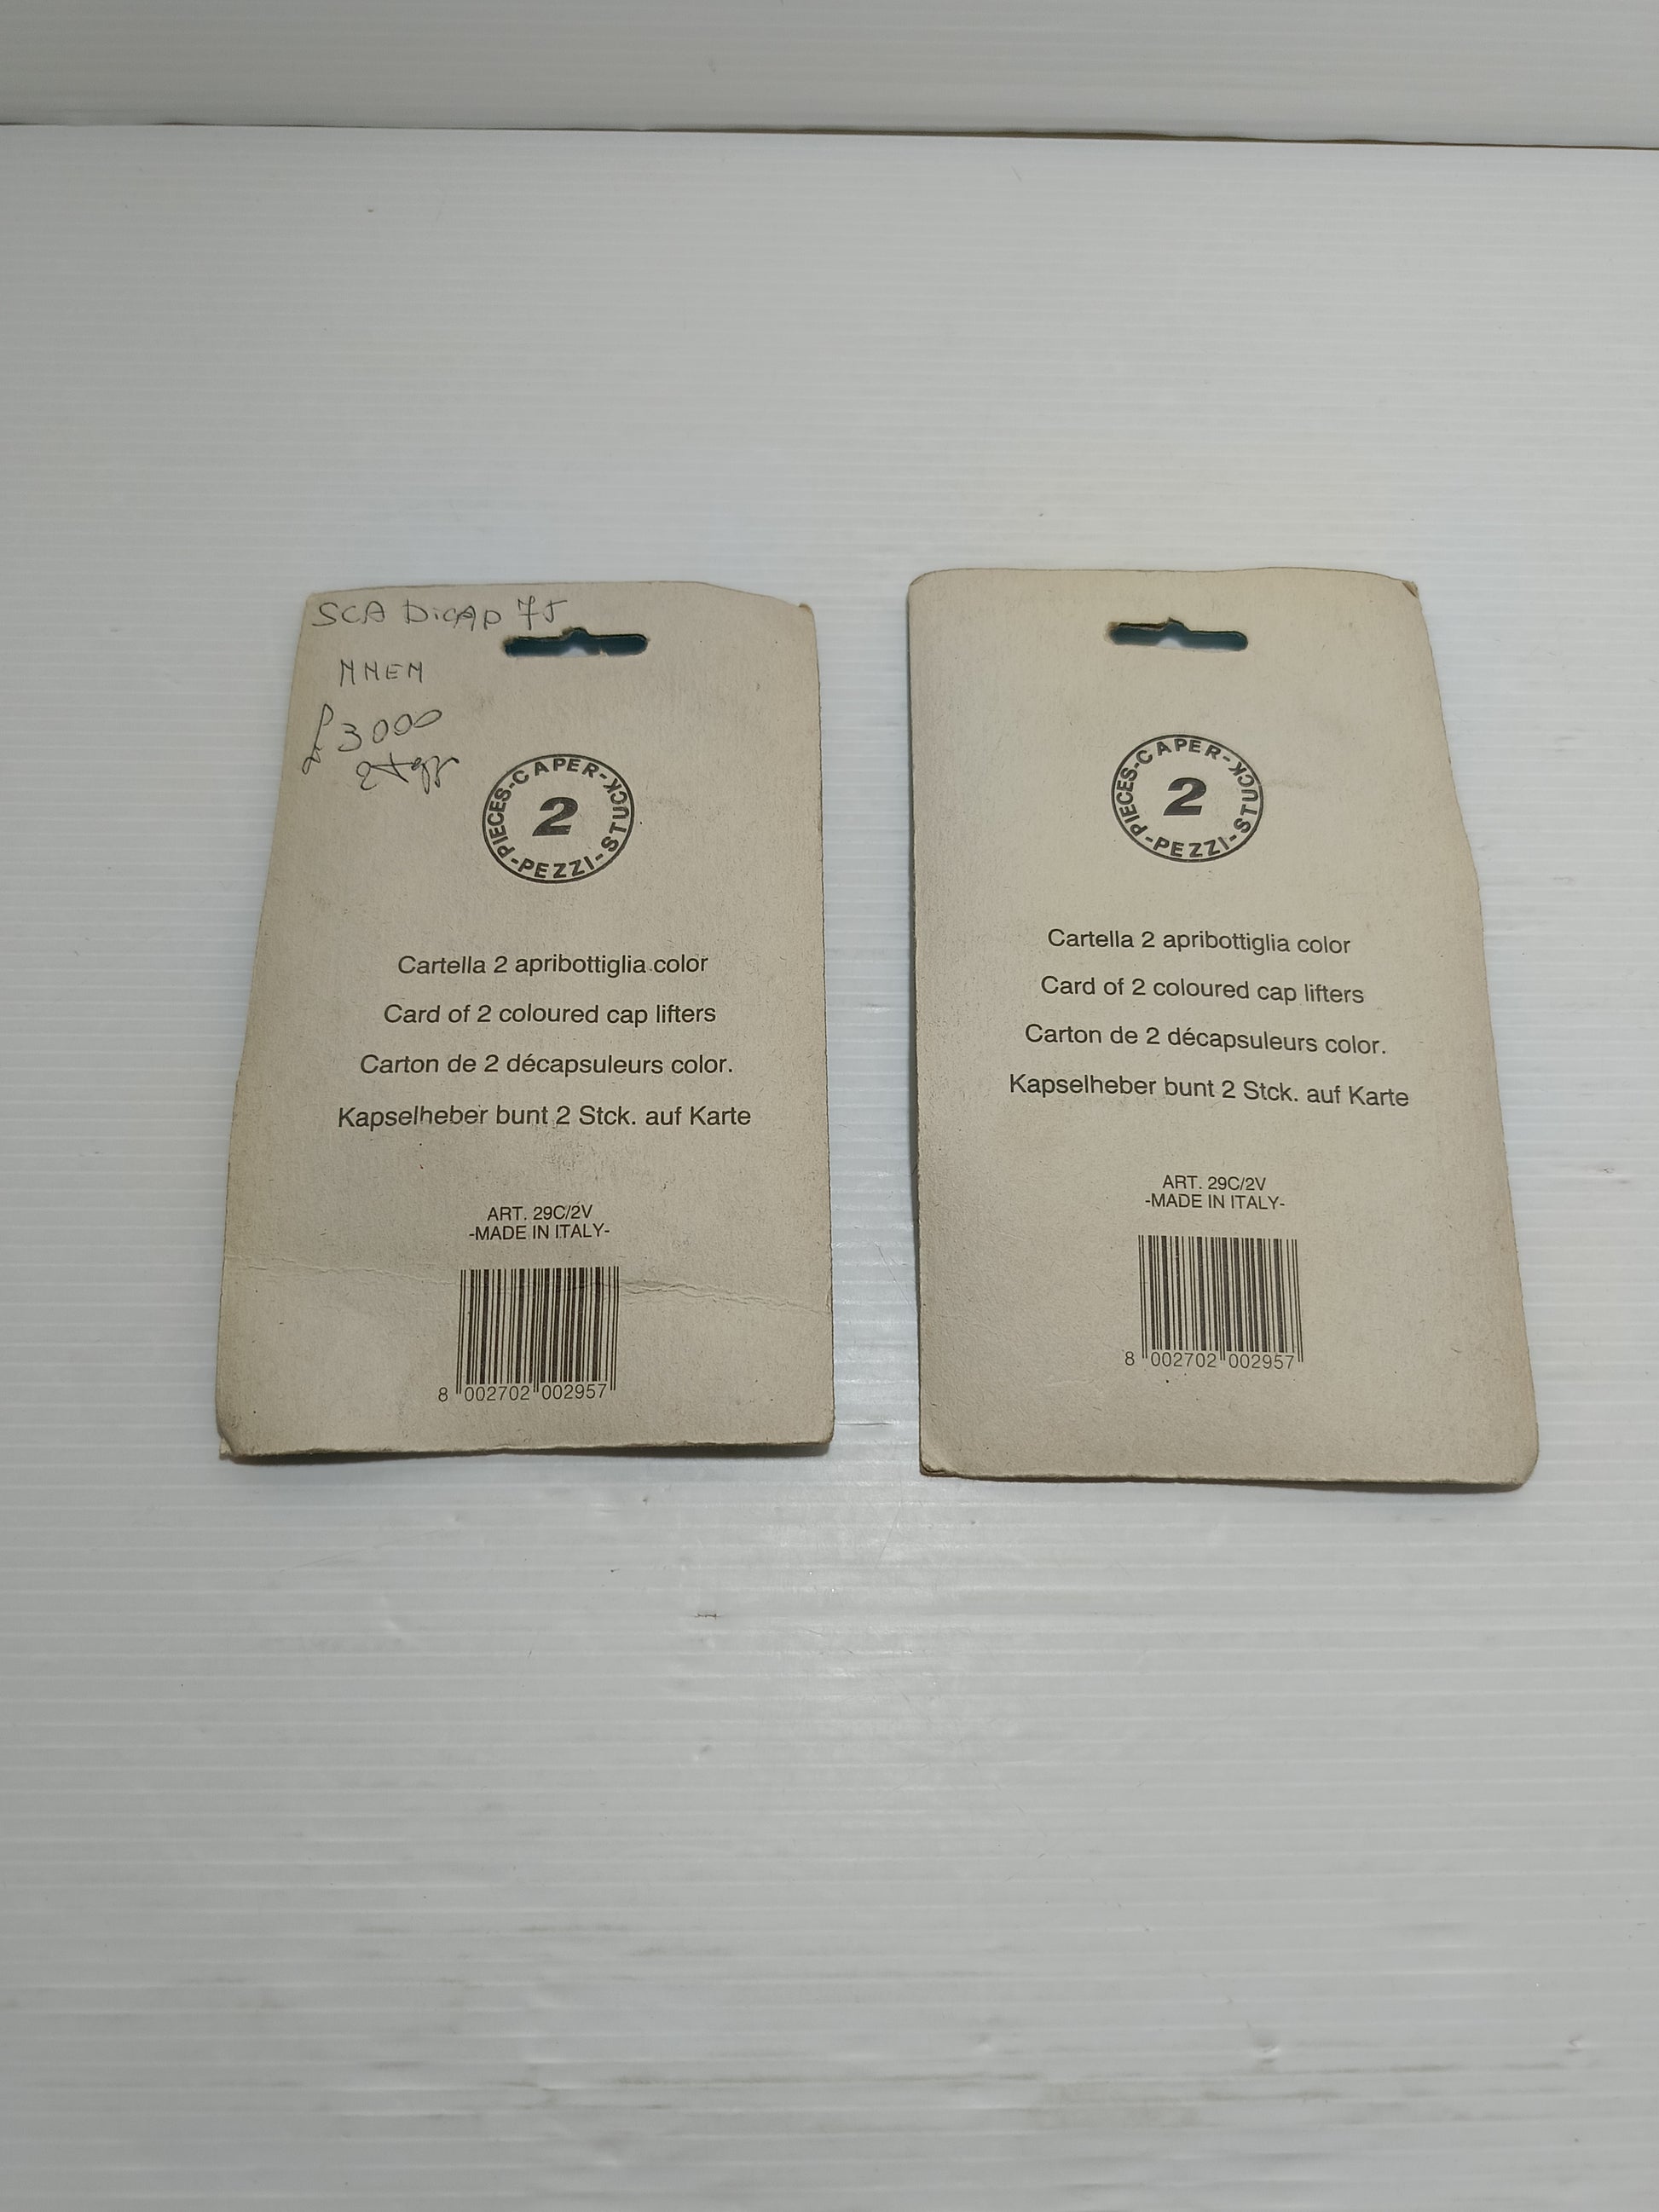 SCA DiCAP 75
MMEM
£ 3000
PIECES-CAPER-STUCK-PEZZI-
2
Cartella 2 apribottiglia color
Card of 2 coloured cap lifters
Carton de 2 décapsuleurs color.
Kapselheber bunt 2 Stck. auf Karte
ART. 29C/2V
-MADE IN ITALY-
8 002702 002957
PIECES-CAPER-STUCK-PEZZI-
2
Cartella 2 apribottiglia color
Card of 2 coloured cap lifters
Carton de 2 décapsuleurs color.
Kapselheber bunt 2 Stck. auf Karte
ART. 29C/2V
-MADE IN ITALY-
8 002702 002957